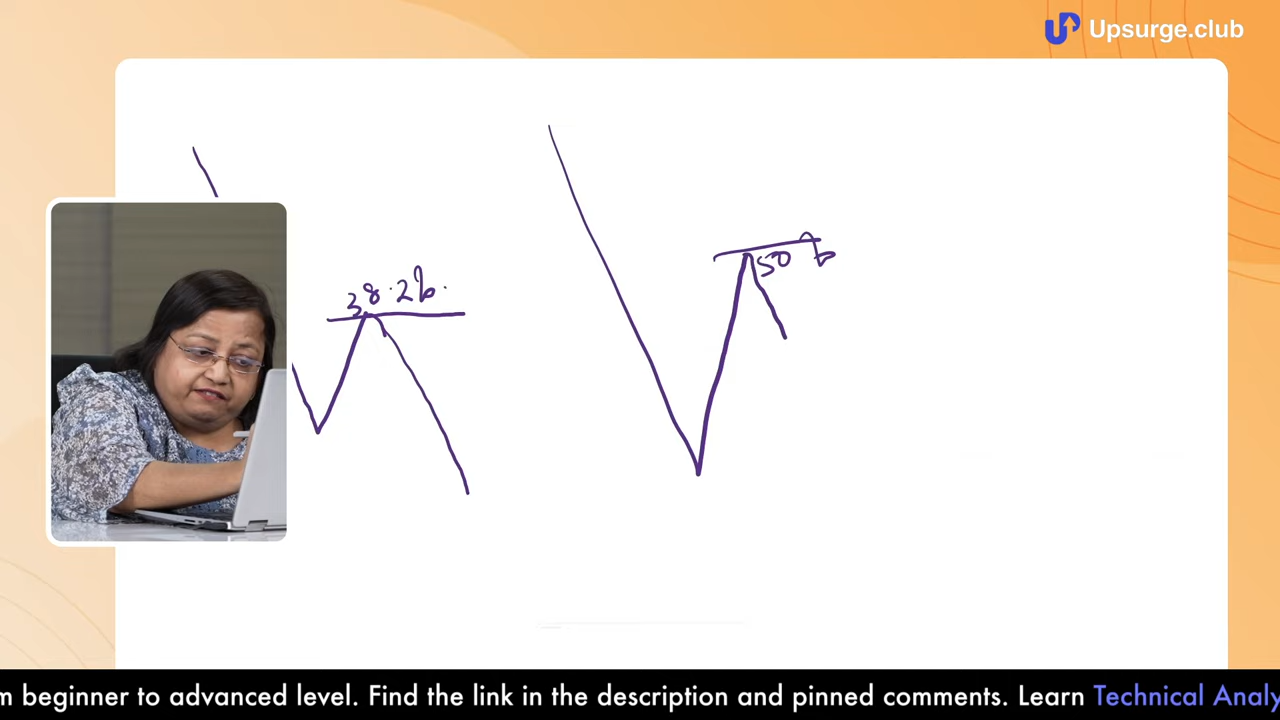 Upsurge.club
38.2%.
50 %
m beginner to advanced level. Find the link in the description and pinned comments. Learn Technical Analy